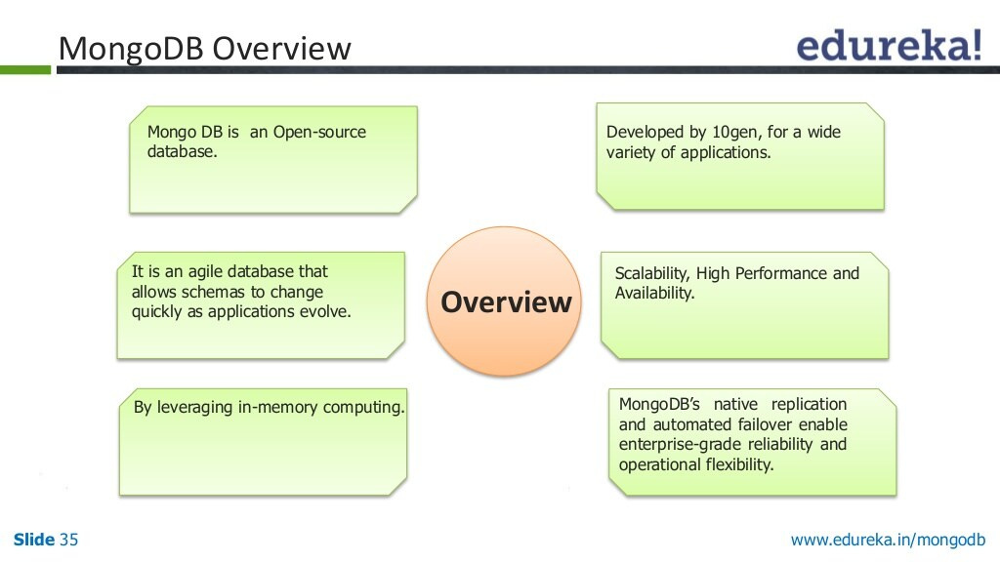 MongoDB Overview
edureka!
Mongo DB is an Open-source
database.
Developed by 10gen, for a wide
variety of applications.
It is an agile database that
allows schemas to change
quickly as applications evolve.
Overview
Scalability, High Performance and
Availability.
By leveraging in-memory computing.
MongoDB’s native replication
and automated failover enable
enterprise-grade reliability and
operational flexibility.
Slide 35
www.edureka.in/mongodb